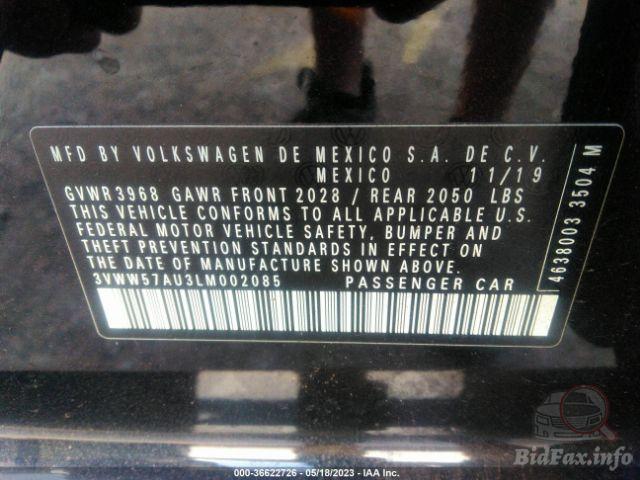 MFD BY VOLKSWAGEN DE MEXICO S.A. DE C.V.
MEXICO 11/19
GVWR 3968 GAWR FRONT 2028 / REAR 2050 LBS
THIS VEHICLE CONFORMS TO ALL APPLICABLE U.S.
FEDERAL MOTOR VEHICLE SAFETY, BUMPER AND
THEFT PREVENTION STANDARDS IN EFFECT ON
THE DATE OF MANUFACTURE SHOWN ABOVE.
3VWW57AU3LM002085 PASSENGER CAR
4638003 3504 M
BidFax.info
000-36622726 - 05/18/2023 - IAA Inc.